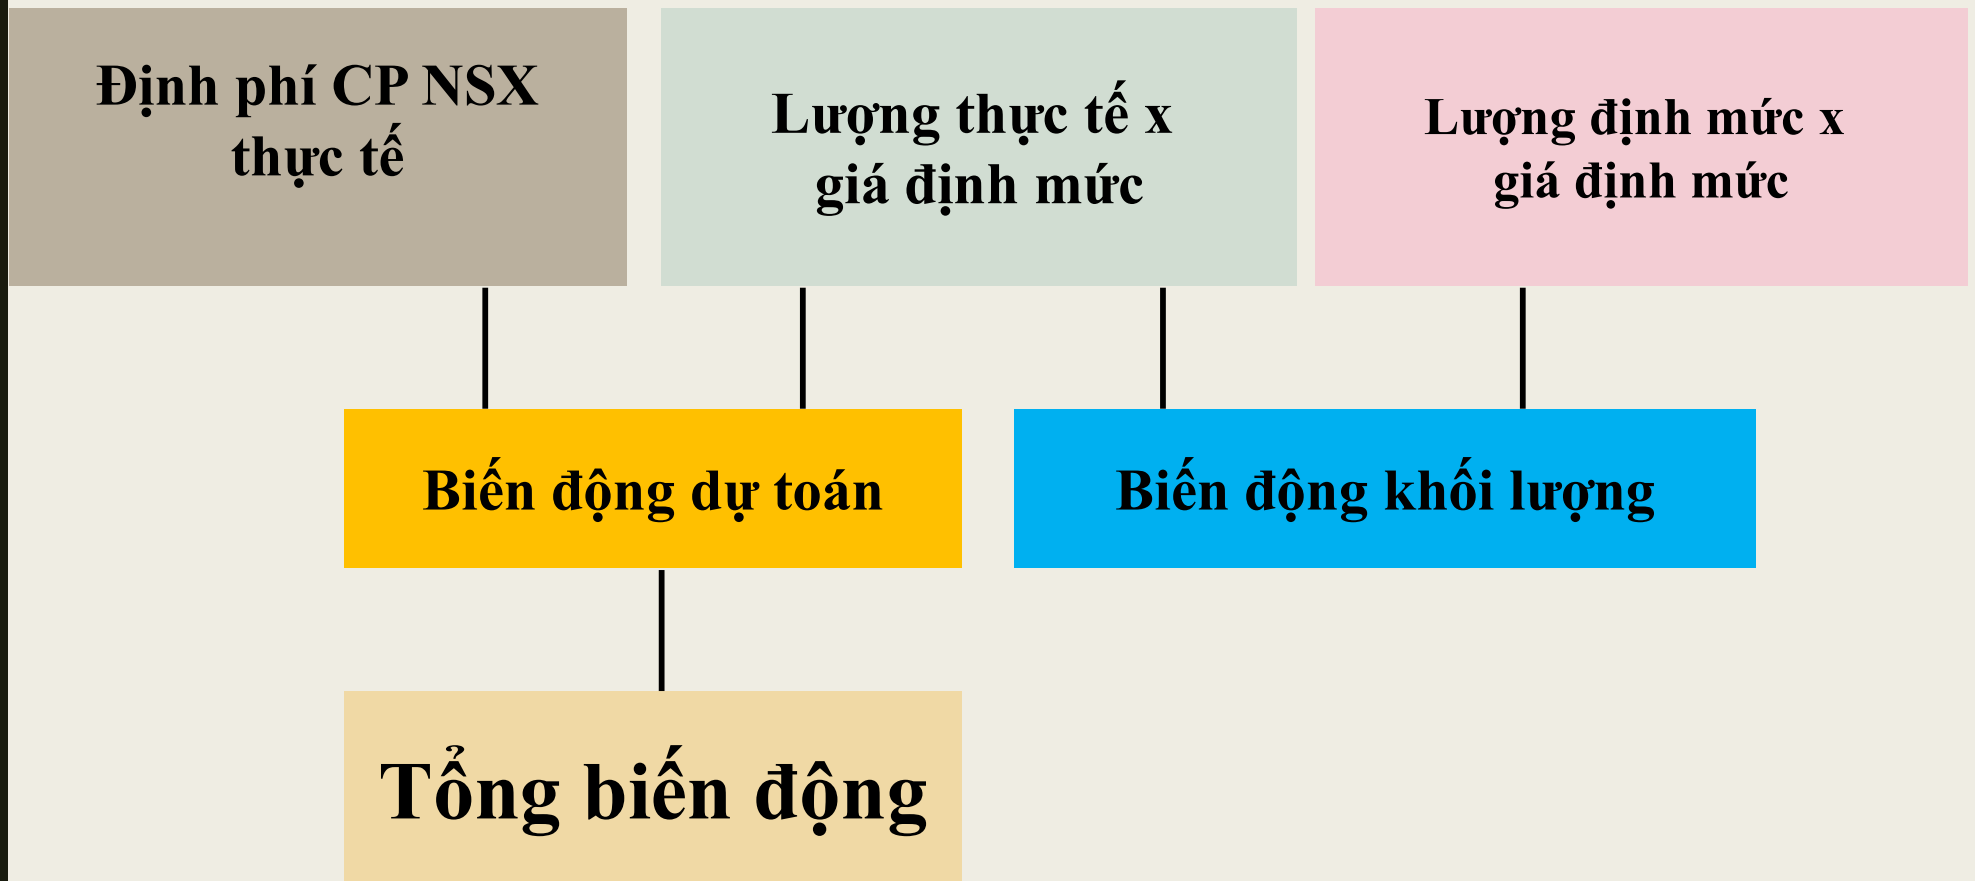 Định phí CP NSX
thực tế
Lượng thực tế x
giá định mức
Lượng định mức x
giá định mức
Biến động dự toán
Biến động khối lượng
Tổng biến động